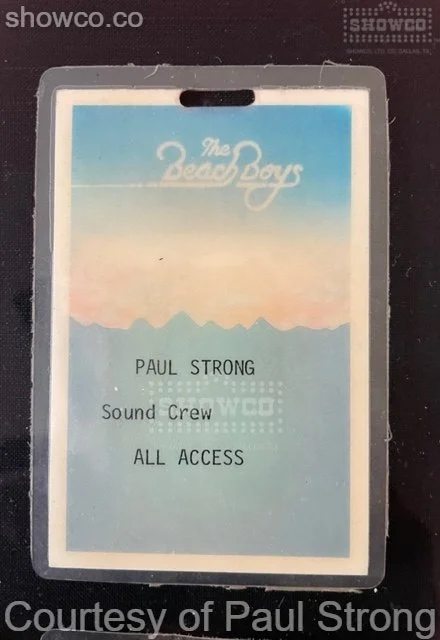 showco.co
SHOWCO
The
Beach Boys
PAUL STRONG
SHOWCO
Sound Crew
ALL ACCESS
Courtesy of Paul Strong